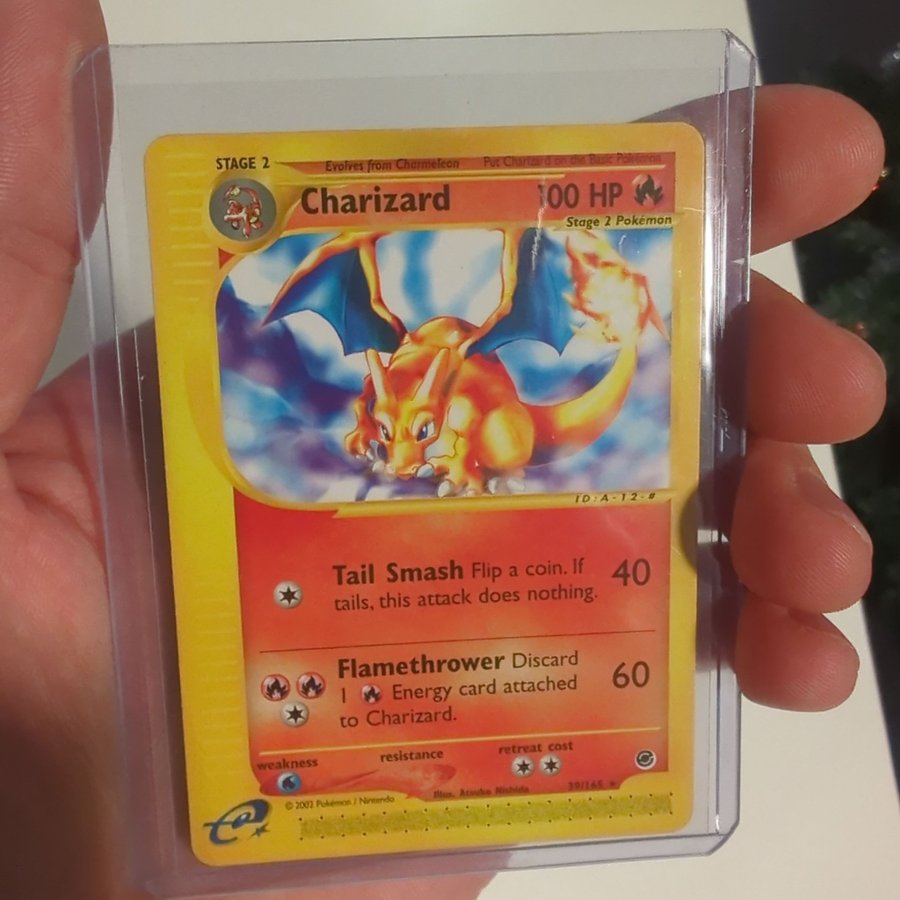 STAGE 2 Evolves from Charmeleon Put Charizard on the Basic Pokémon
Charizard 100 HP
Stage 2 Pokémon
ID:A-12-#
Tail Smash Flip a coin. If 40
tails, this attack does nothing.
Flamethrower Discard 60
1 Energy card attached
to Charizard.
weakness resistance retreat cost
Illus. Atsuko Nishida 39/165
© 2002 Pokémon / Nintendo
e